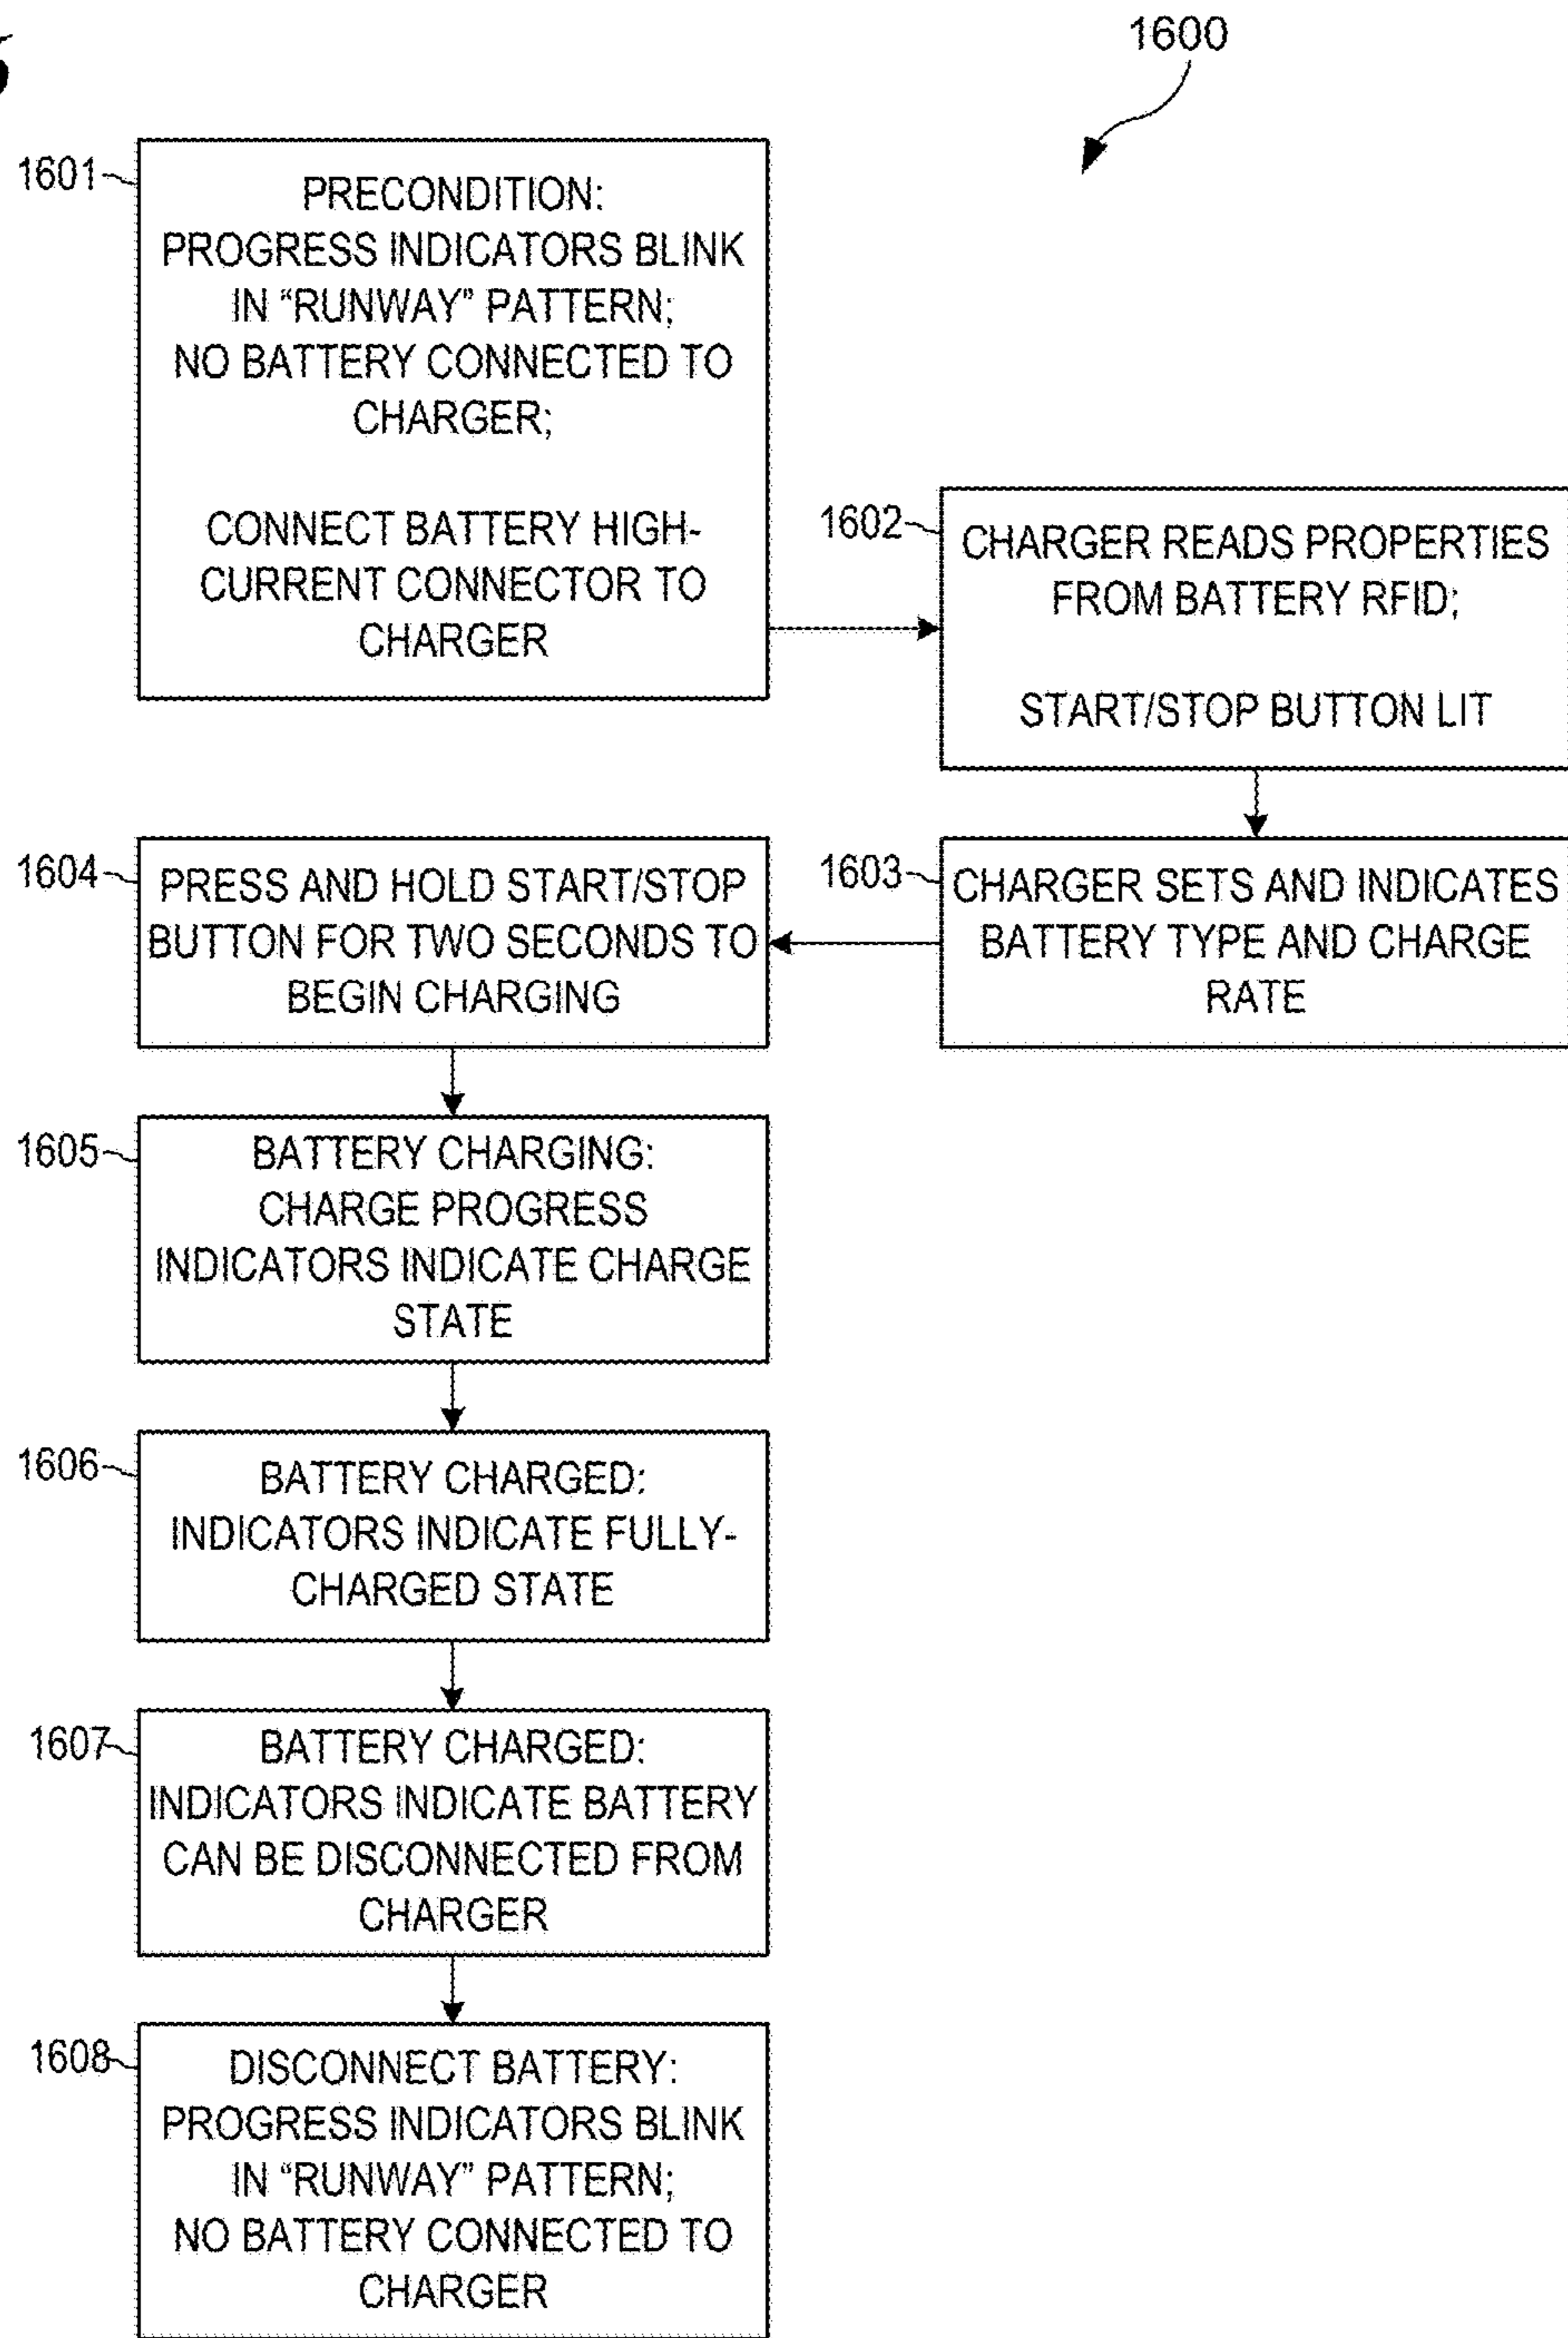 1600
1601
PRECONDITION:
PROGRESS INDICATORS BLINK
IN “RUNWAY” PATTERN;
NO BATTERY CONNECTED TO
CHARGER;
CONNECT BATTERY HIGH-
CURRENT CONNECTOR TO
CHARGER
1602
CHARGER READS PROPERTIES
FROM BATTERY RFID;
START/STOP BUTTON LIT
1603
CHARGER SETS AND INDICATES
BATTERY TYPE AND CHARGE
RATE
1604
PRESS AND HOLD START/STOP
BUTTON FOR TWO SECONDS TO
BEGIN CHARGING
1605
BATTERY CHARGING:
CHARGE PROGRESS
INDICATORS INDICATE CHARGE
STATE
1606
BATTERY CHARGED:
INDICATORS INDICATE FULLY-
CHARGED STATE
1607
BATTERY CHARGED:
INDICATORS INDICATE BATTERY
CAN BE DISCONNECTED FROM
CHARGER
1608
DISCONNECT BATTERY:
PROGRESS INDICATORS BLINK
IN “RUNWAY” PATTERN;
NO BATTERY CONNECTED TO
CHARGER